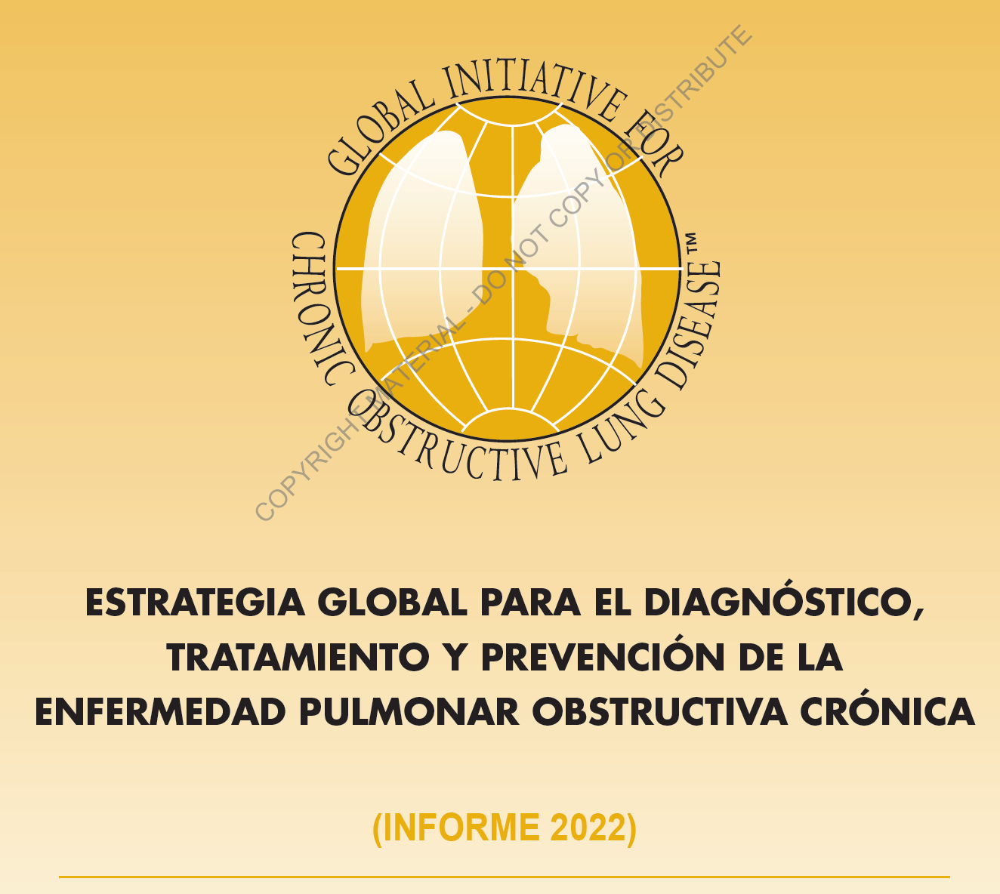 GLOBAL INITIATIVE FOR
CHRONIC OBSTRUCTIVE LUNG DISEASE™
COPYRIGHT MATERIAL - DO NOT COPY OR DISTRIBUTE
ESTRATEGIA GLOBAL PARA EL DIAGNÓSTICO,
TRATAMIENTO Y PREVENCIÓN DE LA
ENFERMEDAD PULMONAR OBSTRUCTIVA CRÓNICA
(INFORME 2022)